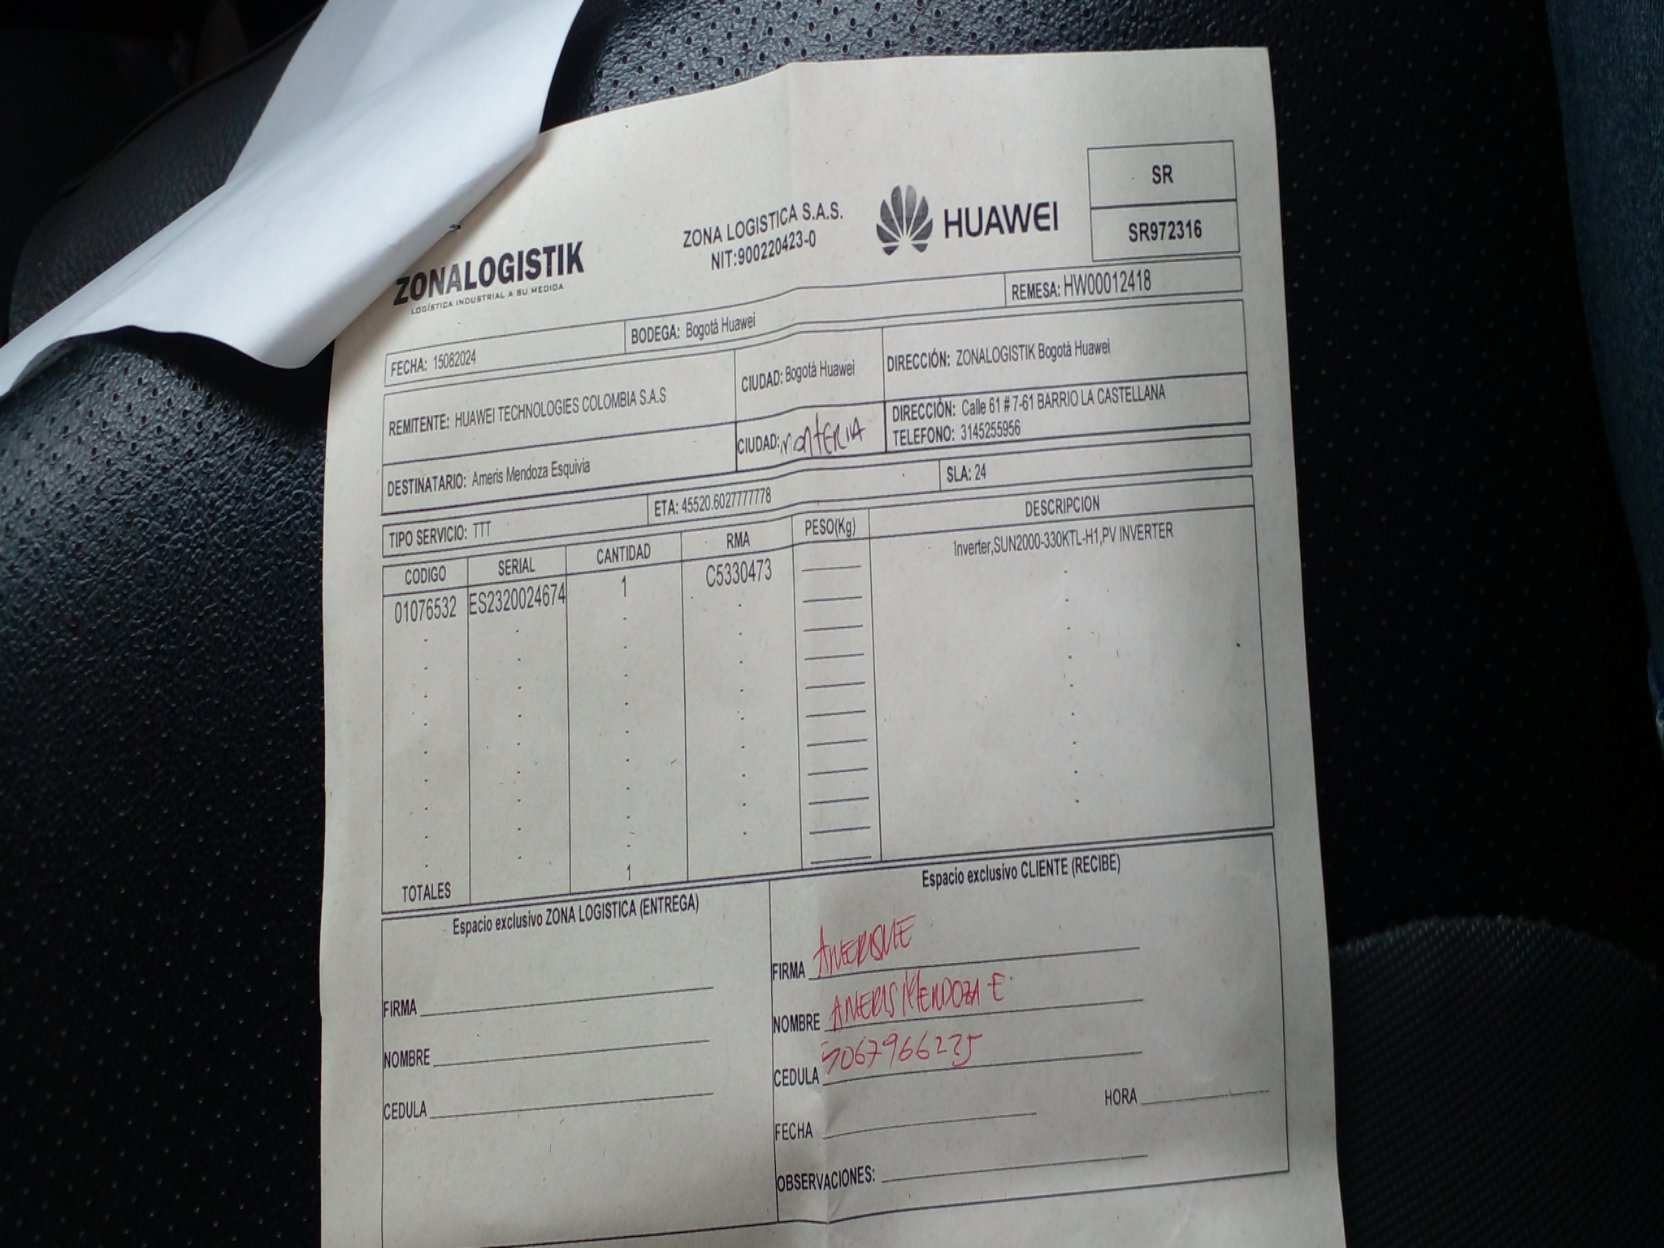 ZONALOGISTIK
LOGÍSTICA INDUSTRIAL A SU MEDIDA
ZONA LOGISTICA S.A.S.
NIT:900220423-0
HUAWEI
SR
SR972316
FECHA: 15082024
BODEGA: Bogotà Huawei
REMESA: HW00012418
REMITENTE: HUAWEI TECHNOLOGIES COLOMBIA S.A.S
CIUDAD: Bogotà Huawei
DIRECCIÓN: ZONALOGISTIK Bogotà Huawei
DESTINATARIO: Ameris Mendoza Esquivia
CIUDAD: MONTERIA
DIRECCIÓN: Calle 61 # 7-61 BARRIO LA CASTELLANA
TELEFONO: 3145255956
TIPO SERVICIO: TTT
ETA: 45520.6027777778
SLA: 24
CODIGO SERIAL CANTIDAD RMA PESO(Kg) DESCRIPCION
01076532 ES2320024674 1 C5330473 Inverter,SUN2000-330KTL-H1,PV INVERTER
TOTALES 1
Espacio exclusivo ZONA LOGISTICA (ENTREGA)
FIRMA
NOMBRE
CEDULA
Espacio exclusivo CLIENTE (RECIBE)
FIRMA
NOMBRE AMERIS MENDOZA E.
CEDULA
FECHA
HORA
OBSERVACIONES: